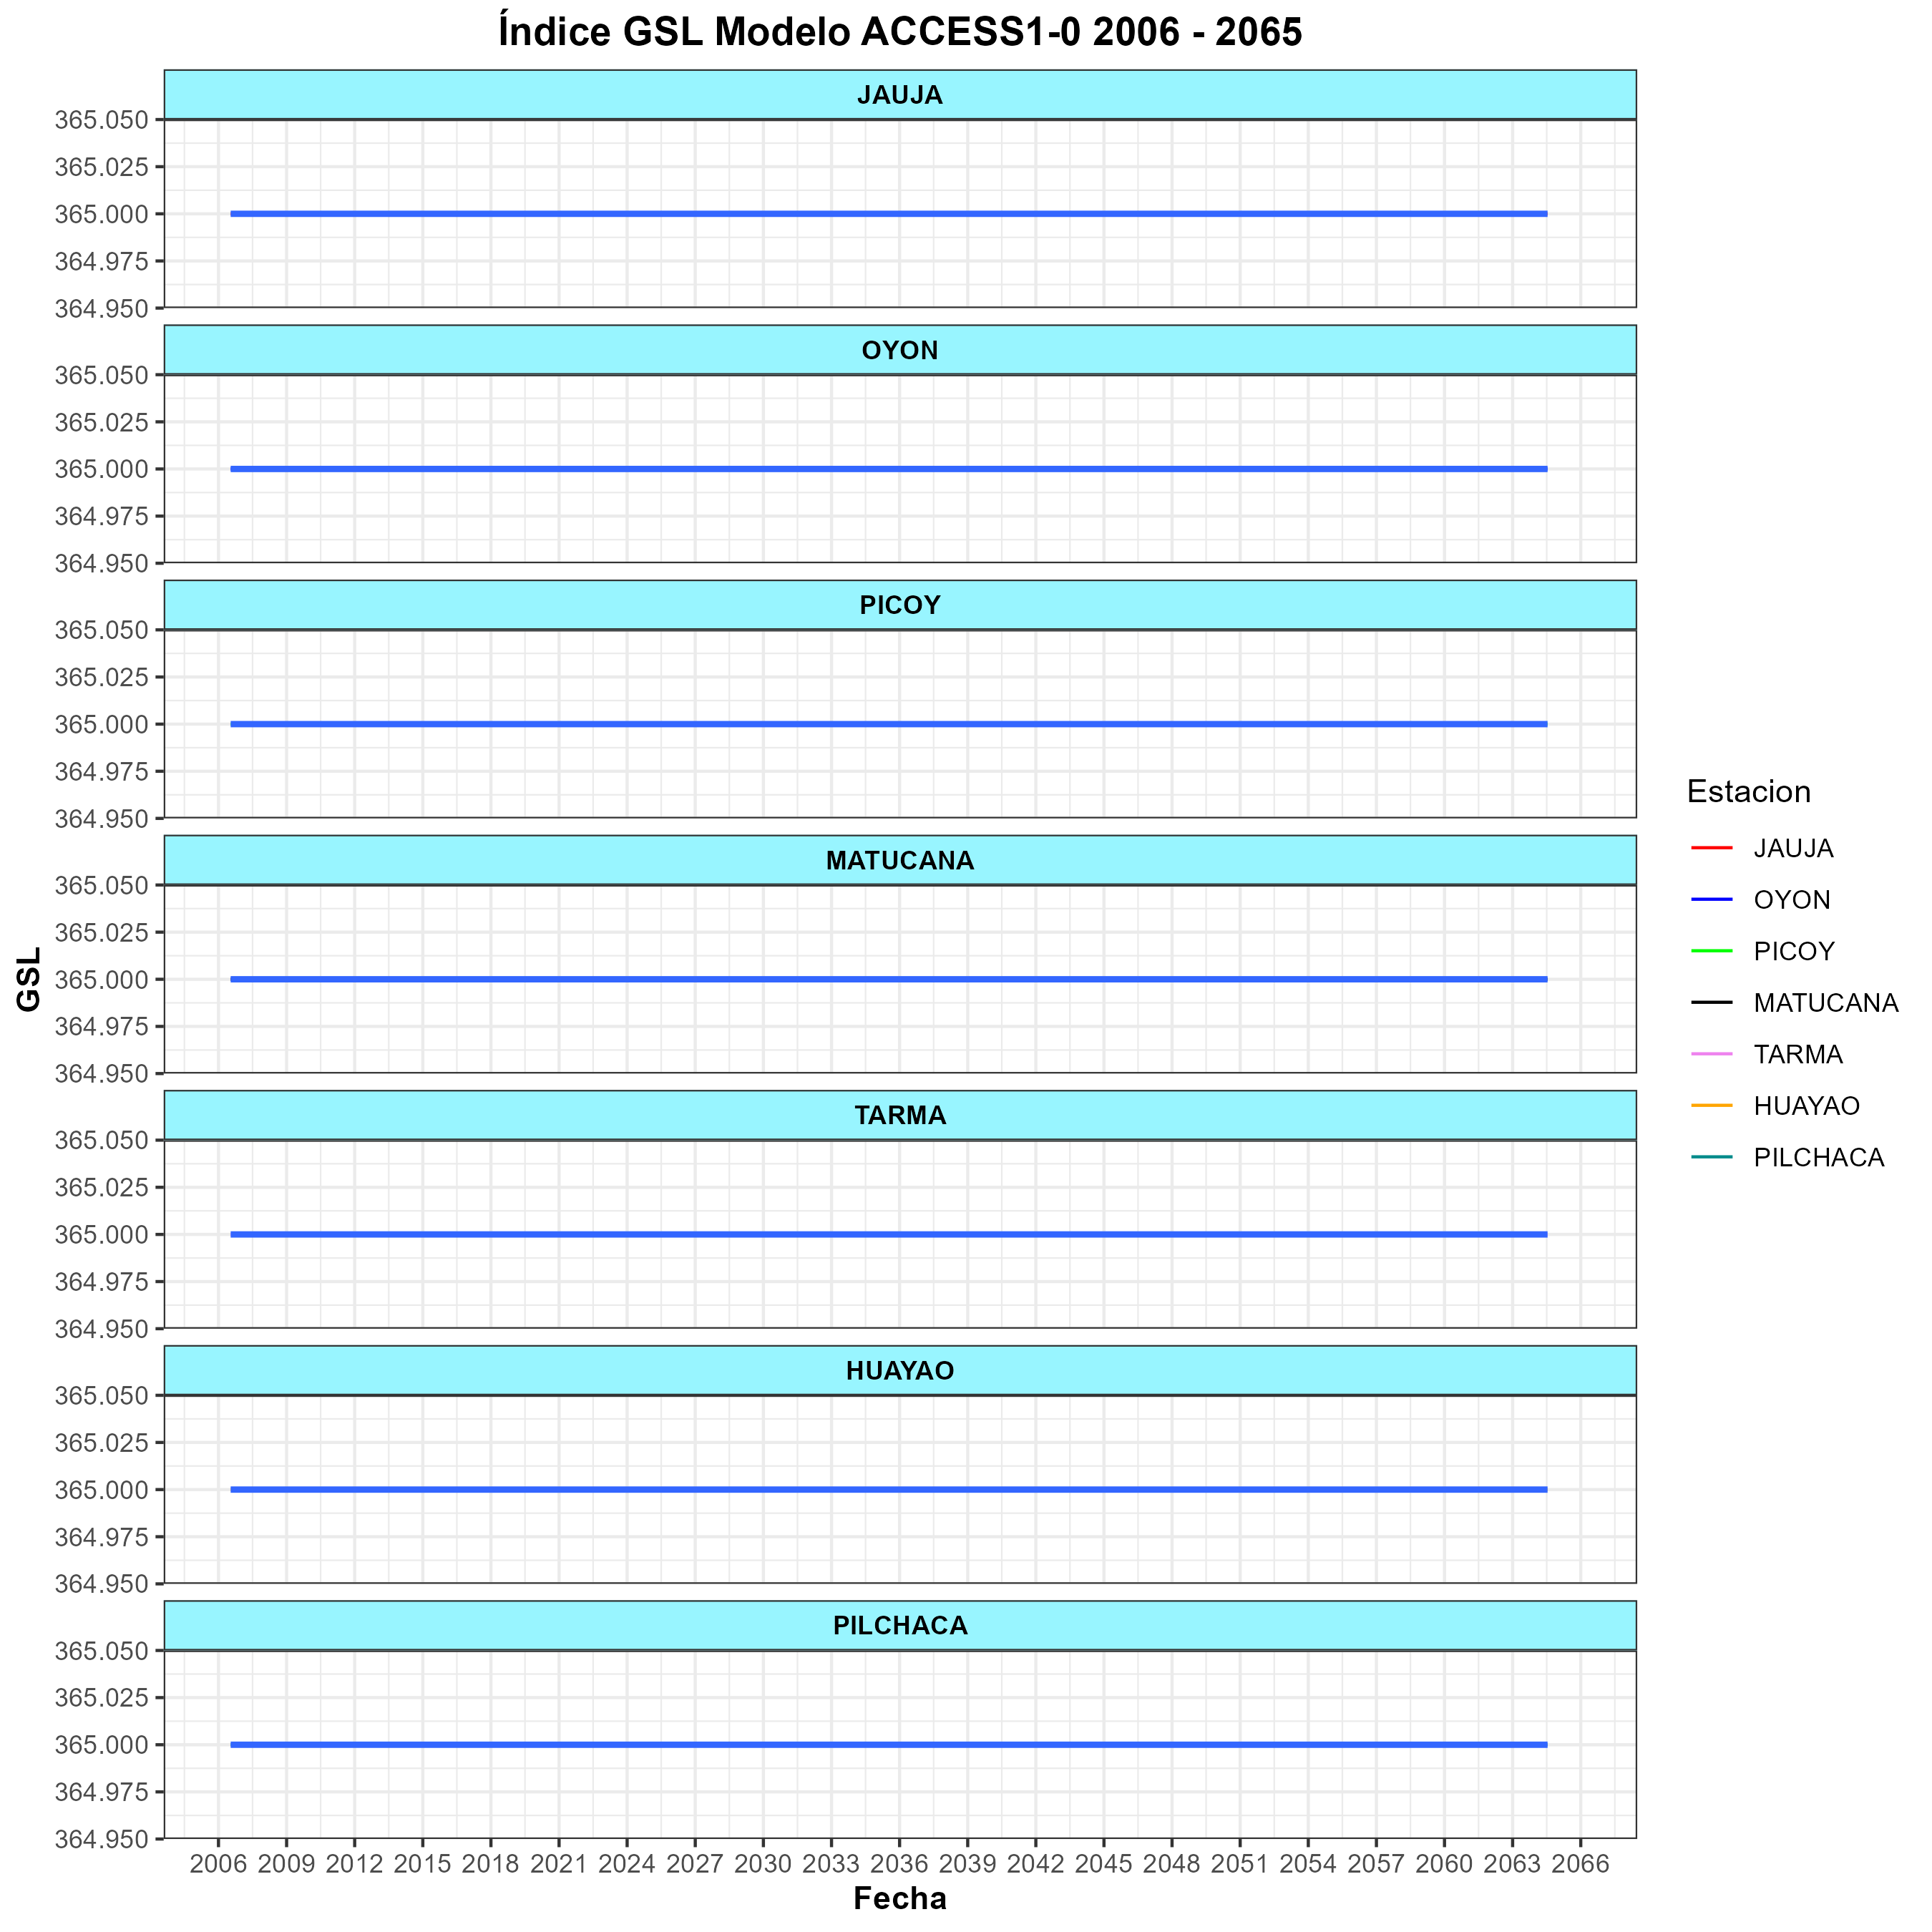 Índice GSL Modelo ACCESS1-0 2006 - 2065
JAUJA
365.050
365.025
365.000
364.975
364.950
OYON
365.050
365.025
365.000
364.975
364.950
PICOY
365.050
365.025
365.000
364.975
364.950
MATUCANA
365.050
365.025
365.000
364.975
364.950
TARMA
365.050
365.025
365.000
364.975
364.950
HUAYAO
365.050
365.025
365.000
364.975
364.950
PILCHACA
365.050
365.025
365.000
364.975
364.950
2006 2009 2012 2015 2018 2021 2024 2027 2030 2033 2036 2039 2042 2045 2048 2051 2054 2057 2060 2063 2066
Fecha
GSL
Estacion
JAUJA
OYON
PICOY
MATUCANA
TARMA
HUAYAO
PILCHACA